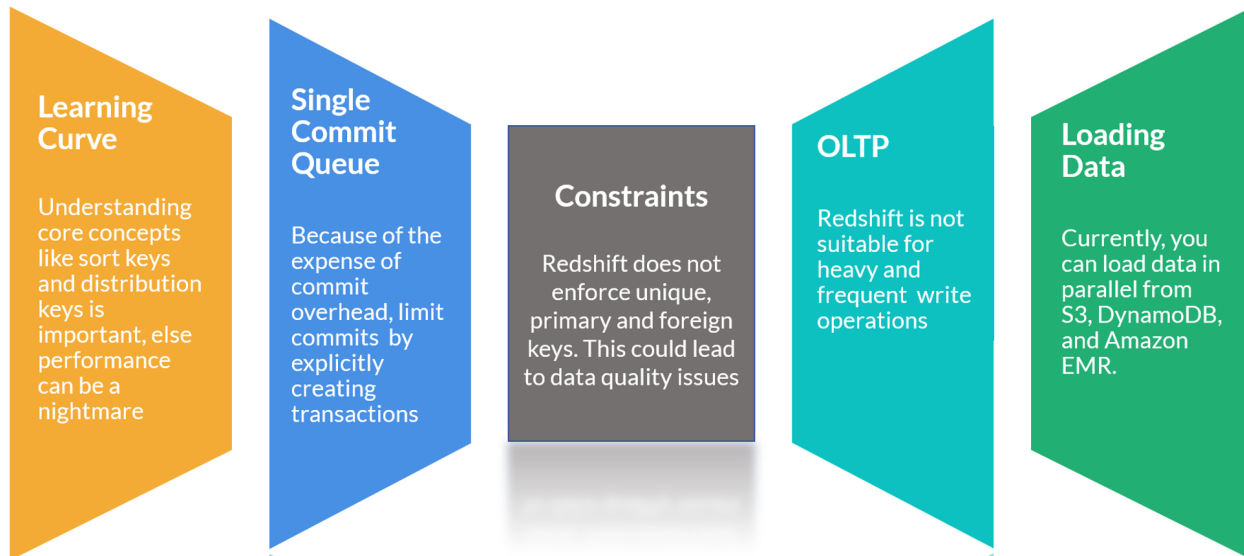 Learning
Curve
Understanding
core concepts
like sort keys
and distribution
keys is
important, else
performance
can be a
nightmare
Single
Commit
Queue
Because of the
expense of
commit
overhead, limit
commits by
explicitly
creating
transactions
Constraints
Redshift does not
enforce unique,
primary and foreign
keys. This could lead
to data quality issues
OLTP
Redshift is not
suitable for
heavy and
frequent write
operations
Loading
Data
Currently, you
can load data in
parallel from
S3, DynamoDB,
and Amazon
EMR.